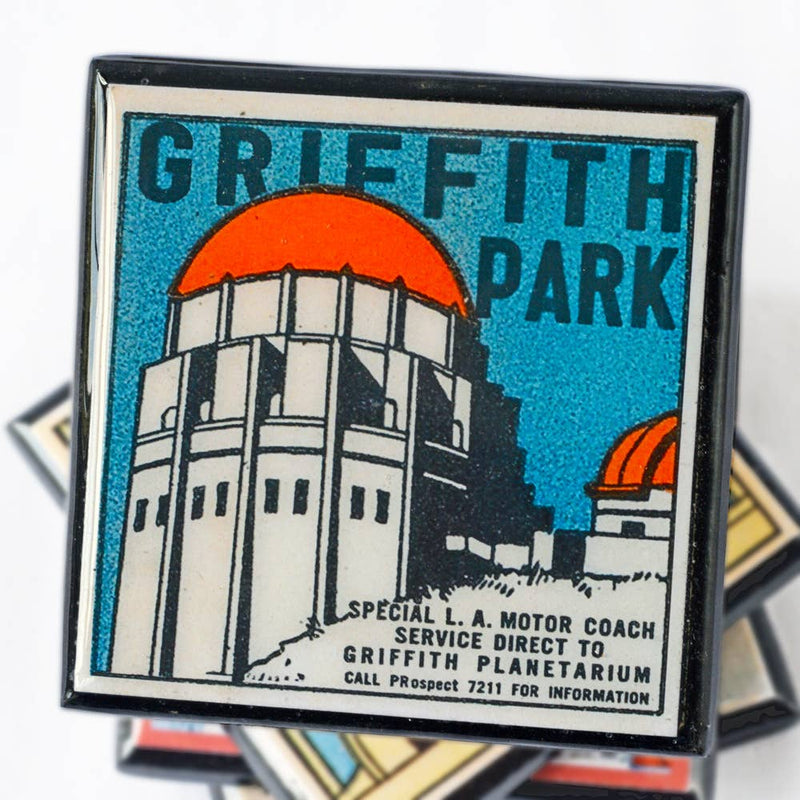 GRIFFITH
PARK
SPECIAL L. A. MOTOR COACH
SERVICE DIRECT TO
GRIFFITH PLANETARIUM
CALL PRospect 7211 FOR INFORMATION